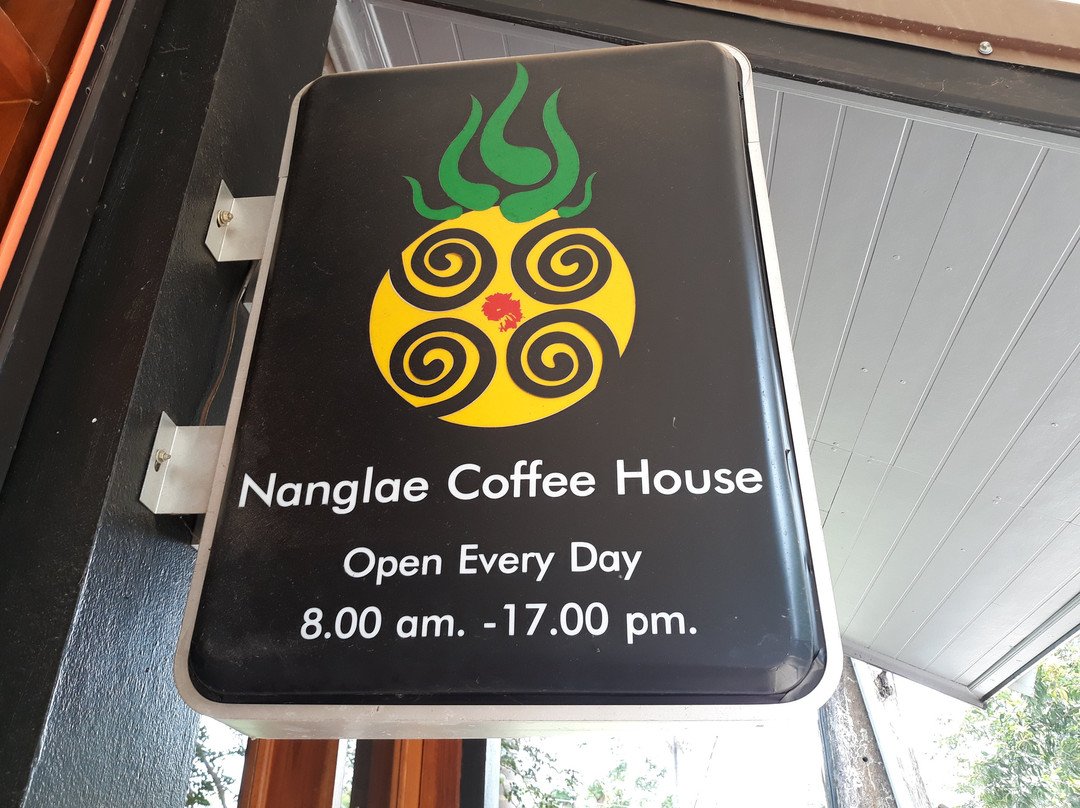 Nanglae Coffee House
Open Every Day
8.00 am. -17.00 pm.